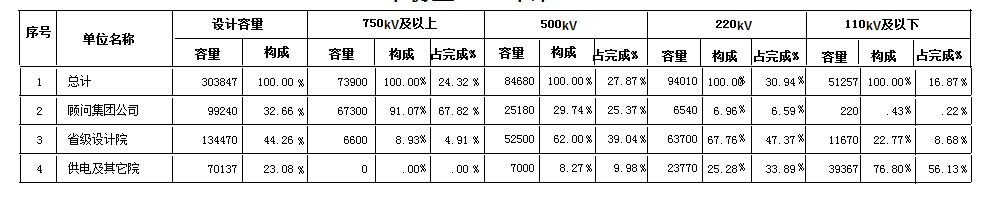 序号 单位名称 设计容量 750kV及以上 500kV 220kV 110kV及以下
容量 构成 容量 构成 占完成% 容量 构成 占完成% 容量 构成 占完成% 容量 构成 占完成%
1 总计 303847 100.00 % 73900 100.00% 24.32 % 84680 100.00% 27.87% 94010 100.00% 30.94% 51257 100.00% 16.87%
2 顾问集团公司 99240 32.66 % 67300 91.07% 67.82 % 25180 29.74% 25.37% 6540 6.96% 6.59% 220 .43% .22%
3 省级设计院 134470 44.26 % 6600 8.93% 4.91 % 52500 62.00% 39.04% 63700 67.76% 47.37% 11670 22.77% 8.68%
4 供电及其它院 70137 23.08 % 0 .00% .00 % 7000 8.27% 9.98% 23770 25.28% 33.89% 39367 76.80% 56.13%